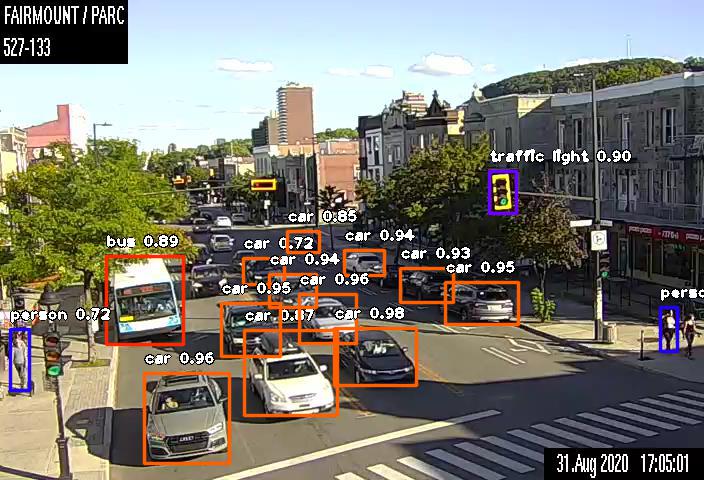 FAIRMOUNT / PARC
527-133
traffic light 0.90
car 0.85
bus 0.89
car 0.72
car 0.94
car 0.94
car 0.93
car 0.95
car 0.95
car 0.96
person 0.72
car 0.87
car 0.98
perso
car 0.96
31.Aug 2020 17:05:01